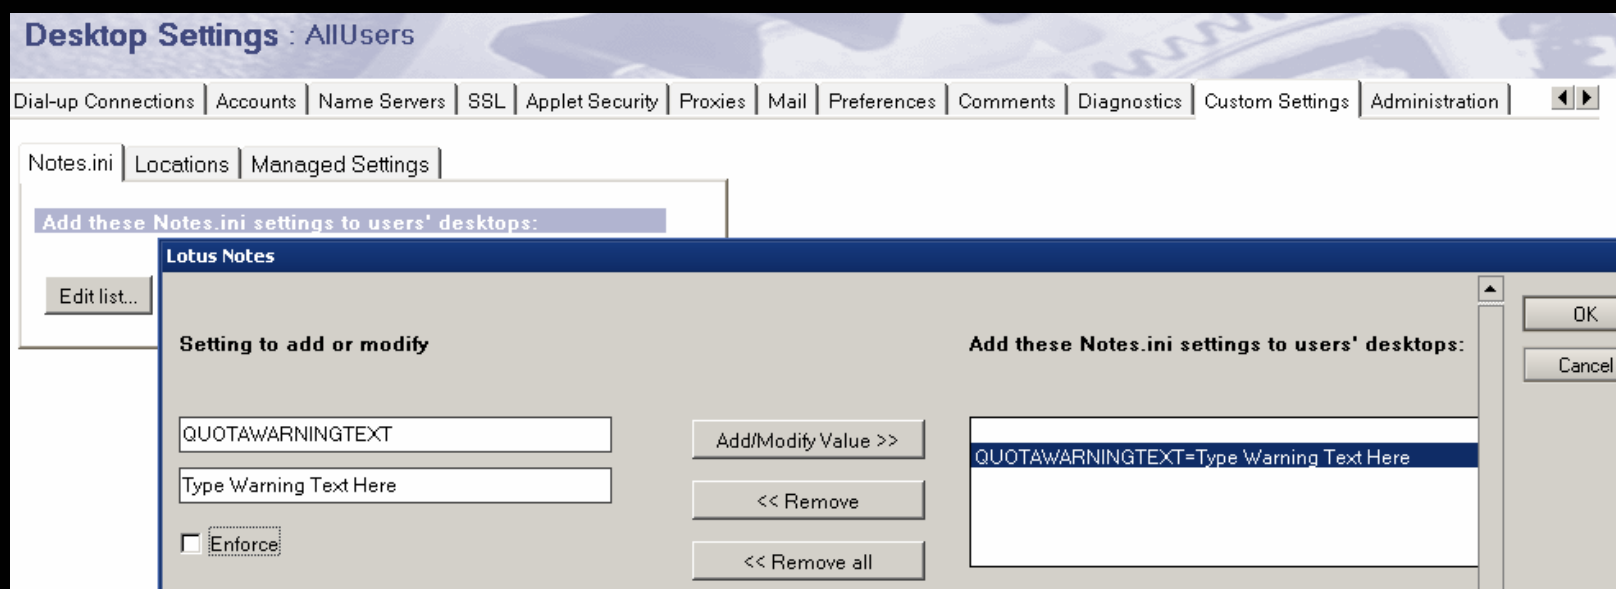 Desktop Settings : AllUsers
Dial-up Connections Accounts Name Servers SSL Applet Security Proxies Mail Preferences Comments Diagnostics Custom Settings Administration
Notes.ini Locations Managed Settings
Add these Notes.ini settings to users' desktops:
Lotus Notes
Edit list...
OK
Setting to add or modify
Add these Notes.ini settings to users' desktops:
Cancel
QUOTAWARNINGTEXT
Add/Modify Value >>
QUOTAWARNINGTEXT=Type Warning Text Here
Type Warning Text Here
<< Remove
Enforce
<< Remove all